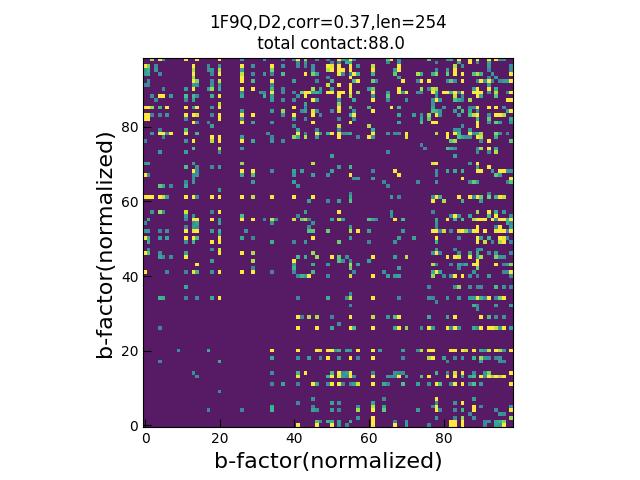 1F9Q,D2,corr=0.37,len=254
total contact:88.0
b-factor(normalized)
80
60
40
20
0
0 20 40 60 80
b-factor(normalized)